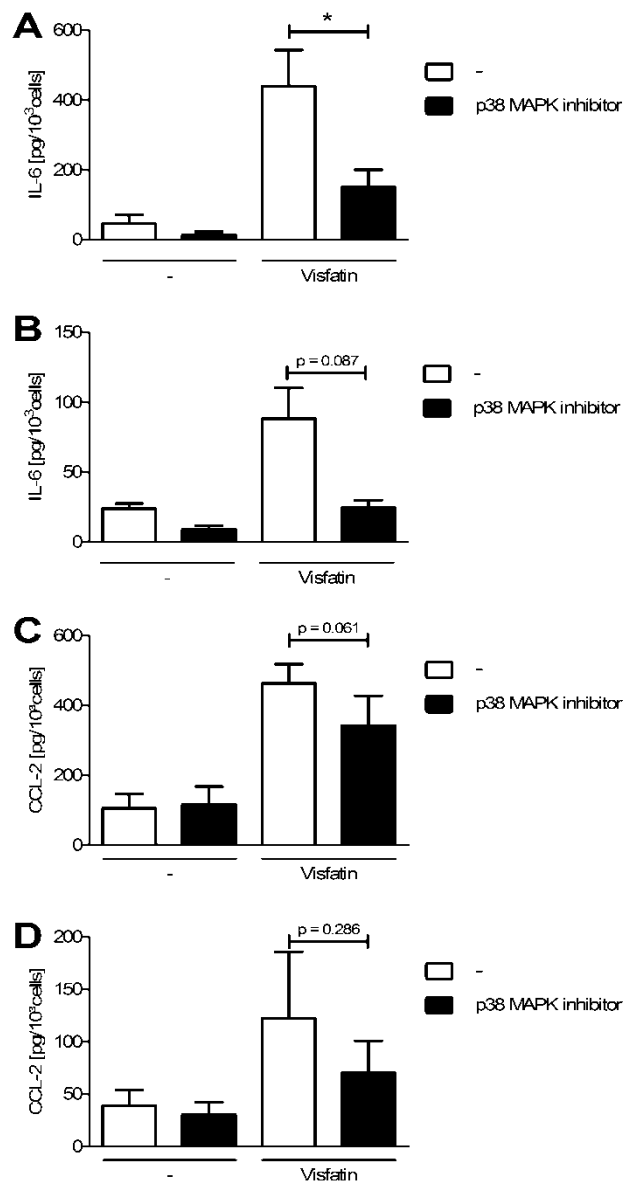 A
600
400
200
0
IL-6 [pg/10³cells]
*
-
p38 MAPK inhibitor
-
Visfatin
B
150
100
50
0
IL-6 [pg/10³cells]
p = 0.087
-
p38 MAPK inhibitor
-
Visfatin
C
600
400
200
0
CCL-2 [pg/10³cells]
p = 0.061
-
p38 MAPK inhibitor
-
Visfatin
D
200
150
100
50
0
CCL-2 [pg/10³cells]
p = 0.286
-
p38 MAPK inhibitor
-
Visfatin